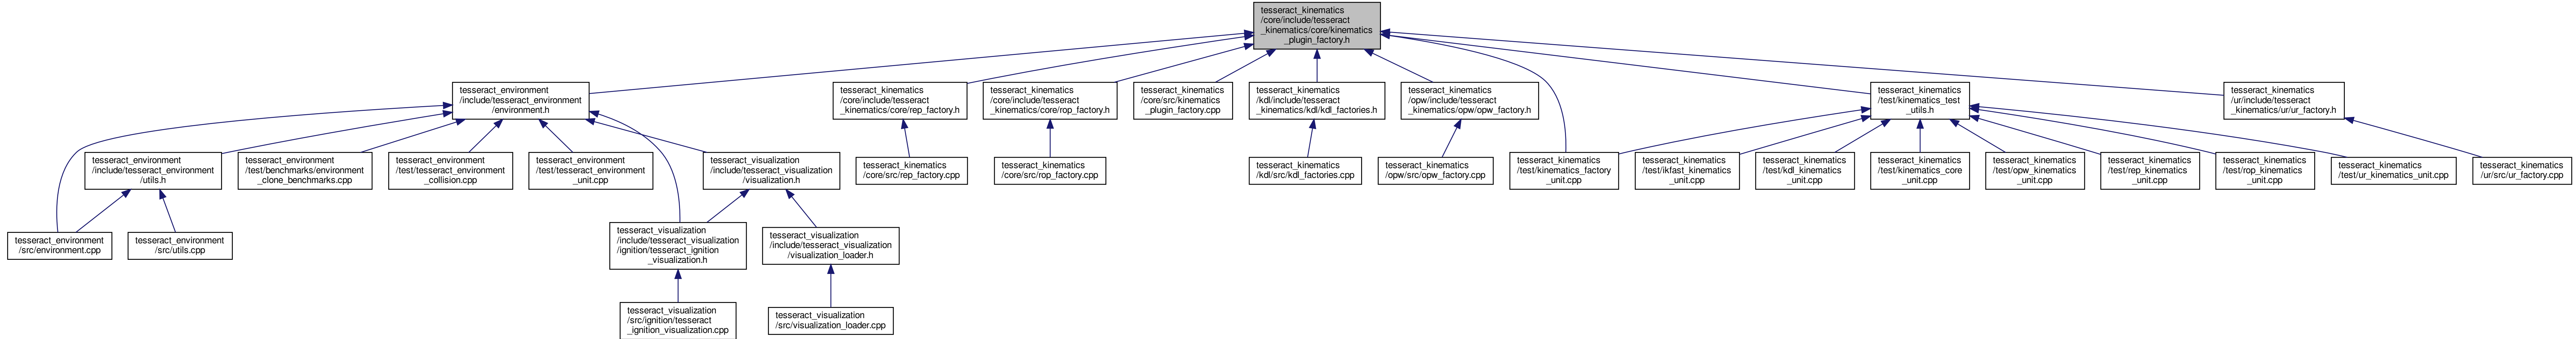 tesseract_kinematics
/core/include/tesseract
_kinematics/core/kinematics
_plugin_factory.h
tesseract_environment
/include/tesseract_environment
/environment.h
tesseract_kinematics
/core/include/tesseract
_kinematics/core/rep_factory.h
tesseract_kinematics
/core/include/tesseract
_kinematics/core/rop_factory.h
tesseract_kinematics
/core/src/kinematics
_plugin_factory.cpp
tesseract_kinematics
/kdl/include/tesseract
_kinematics/kdl/kdl_factories.h
tesseract_kinematics
/opw/include/tesseract
_kinematics/opw/opw_factory.h
tesseract_kinematics
/test/kinematics_test
_utils.h
tesseract_kinematics
/ur/include/tesseract
_kinematics/ur/ur_factory.h
tesseract_environment
/include/tesseract_environment
/utils.h
tesseract_environment
/test/benchmarks/environment
_clone_benchmarks.cpp
tesseract_environment
/test/tesseract_environment
_collision.cpp
tesseract_environment
/test/tesseract_environment
_unit.cpp
tesseract_visualization
/include/tesseract_visualization
/visualization.h
tesseract_kinematics
/core/src/rep_factory.cpp
tesseract_kinematics
/core/src/rop_factory.cpp
tesseract_kinematics
/kdl/src/kdl_factories.cpp
tesseract_kinematics
/opw/src/opw_factory.cpp
tesseract_kinematics
/test/kinematics_factory
_unit.cpp
tesseract_kinematics
/test/ikfast_kinematics
_unit.cpp
tesseract_kinematics
/test/kdl_kinematics
_unit.cpp
tesseract_kinematics
/test/kinematics_core
_unit.cpp
tesseract_kinematics
/test/opw_kinematics
_unit.cpp
tesseract_kinematics
/test/rep_kinematics
_unit.cpp
tesseract_kinematics
/test/rop_kinematics
_unit.cpp
tesseract_kinematics
/test/ur_kinematics_unit.cpp
tesseract_kinematics
/ur/src/ur_factory.cpp
tesseract_environment
/src/environment.cpp
tesseract_environment
/src/utils.cpp
tesseract_visualization
/include/tesseract_visualization
/ignition/tesseract_ignition
_visualization.h
tesseract_visualization
/include/tesseract_visualization
/visualization_loader.h
tesseract_visualization
/src/ignition/tesseract
_ignition_visualization.cpp
tesseract_visualization
/src/visualization_loader.cpp